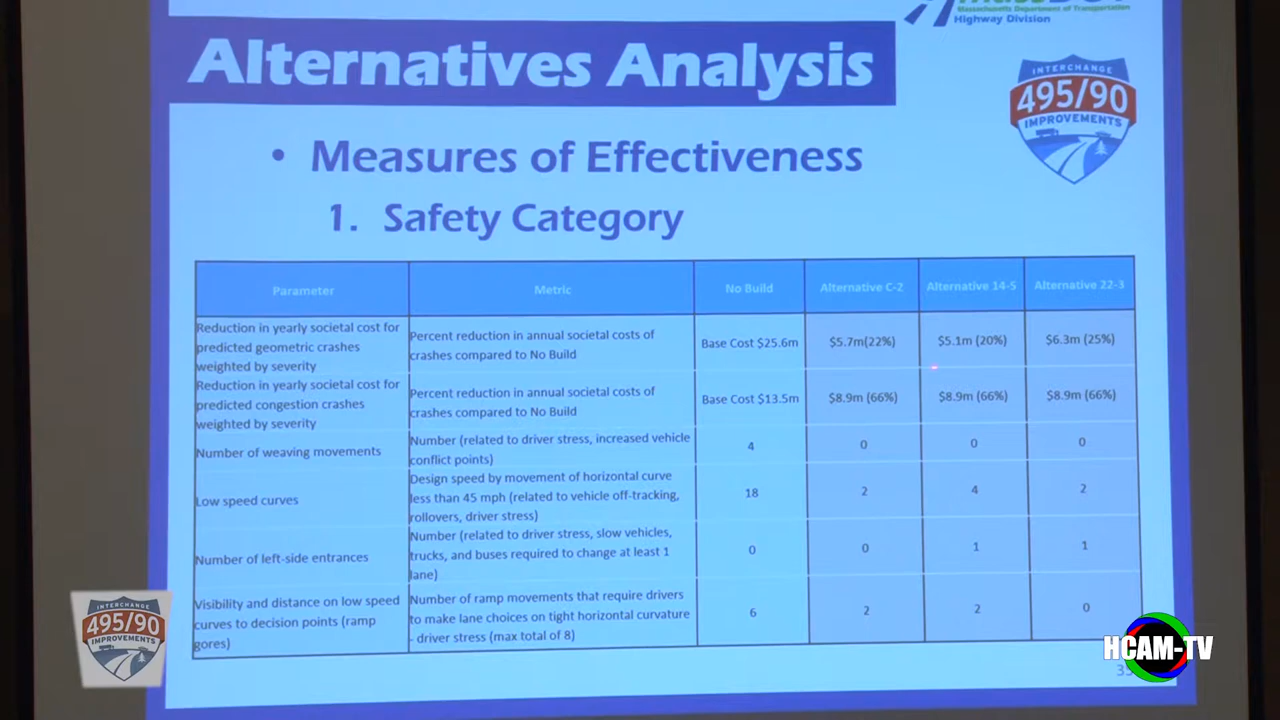 Massachusetts Department of Transportation
Highway Division
Alternatives Analysis
INTERCHANGE
495/90
IMPROVEMENTS
• Measures of Effectiveness
1. Safety Category
Parameter Metric No Build Alternative C-2 Alternative 14-S Alternative 22-3
Reduction in yearly societal cost for
predicted geometric crashes
weighted by severity
Percent reduction in annual societal costs of
crashes compared to No Build
Base Cost $25.6m $5.7m(22%) $5.1m (20%) $6.3m (25%)
Reduction in yearly societal cost for
predicted congestion crashes
weighted by severity
Percent reduction in annual societal costs of
crashes compared to No Build
Base Cost $13.5m $8.9m (66%) $8.9m (66%) $8.9m (66%)
Number of weaving movements
Number (related to driver stress, increased vehicle
conflict points)
4 0 0 0
Low speed curves
Design speed by movement of horizontal curve
less than 45 mph (related to vehicle off-tracking,
rollovers, driver stress)
18 2 4 2
Number of left-side entrances
Number (related to driver stress, slow vehicles,
trucks, and buses required to change at least 1
lane)
0 0 1 1
Visibility and distance on low speed
curves to decision points (ramp
gores)
Number of ramp movements that require drivers
to make lane choices on tight horizontal curvature
- driver stress (max total of 8)
6 2 2 0
INTERCHANGE
495/90
IMPROVEMENTS
HCAM-TV